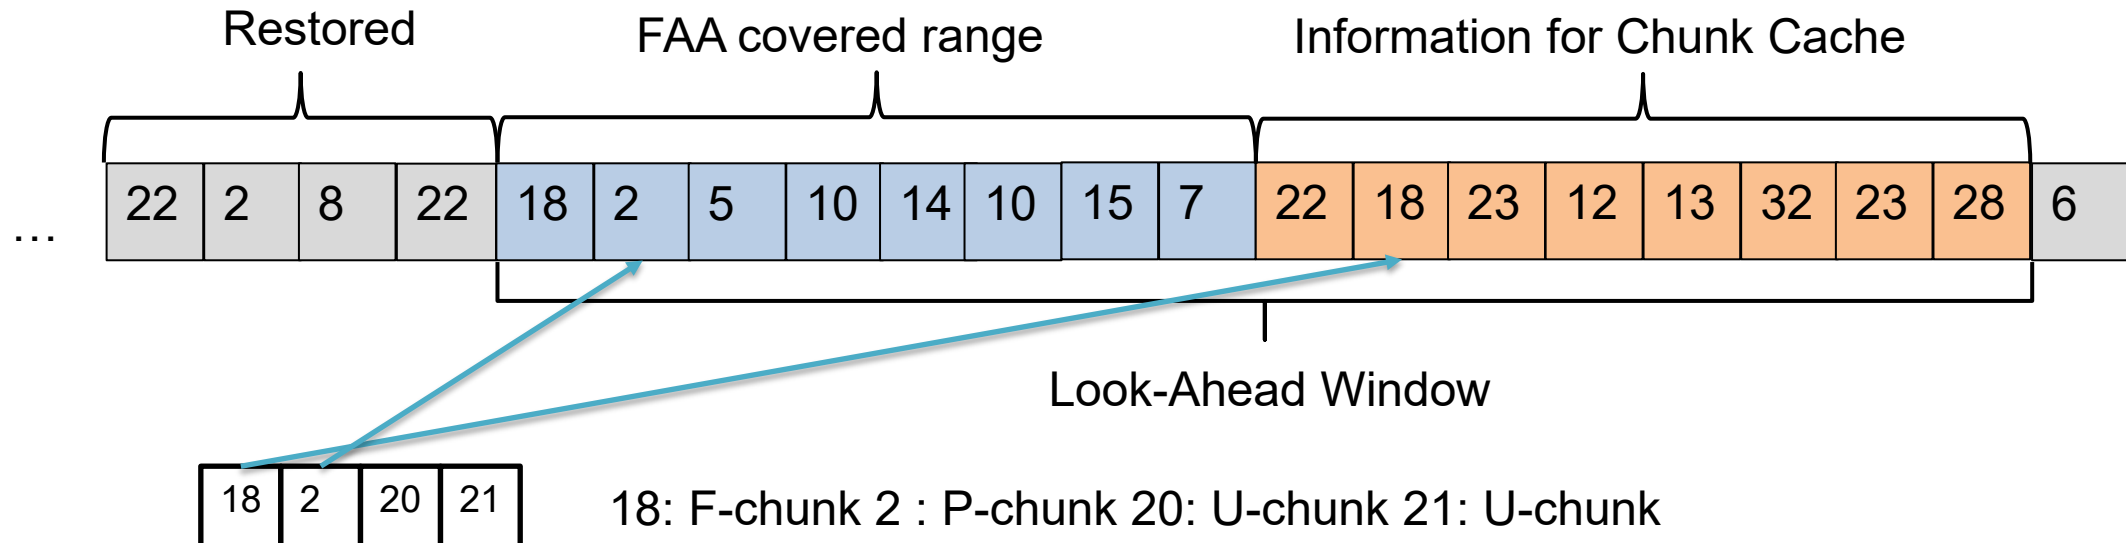 Restored FAA covered range Information for Chunk Cache
22 2 8 22 18 2 5 10 14 10 15 7 22 18 23 12 13 32 23 28 6
...
Look-Ahead Window
18 2 20 21 18: F-chunk 2 : P-chunk 20: U-chunk 21: U-chunk